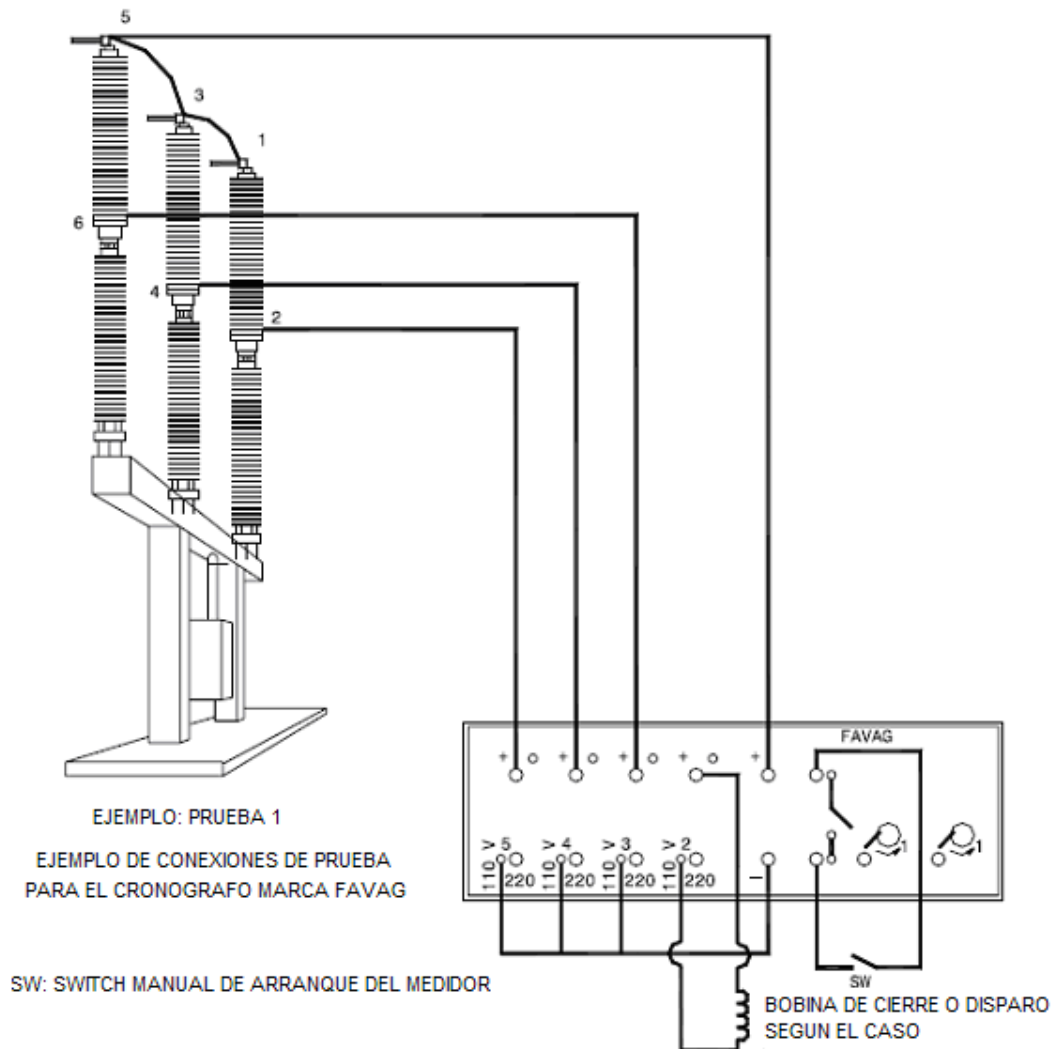 5
3
1
6
4
2
FAVAG
+ + + + +
1 1
> 5 > 4 > 3 > 2
110 220 110 220 110 220 110 220 −
EJEMPLO: PRUEBA 1
EJEMPLO DE CONEXIONES DE PRUEBA
PARA EL CRONOGRAFO MARCA FAVAG
SW: SWITCH MANUAL DE ARRANQUE DEL MEDIDOR
SW
BOBINA DE CIERRE O DISPARO
SEGUN EL CASO